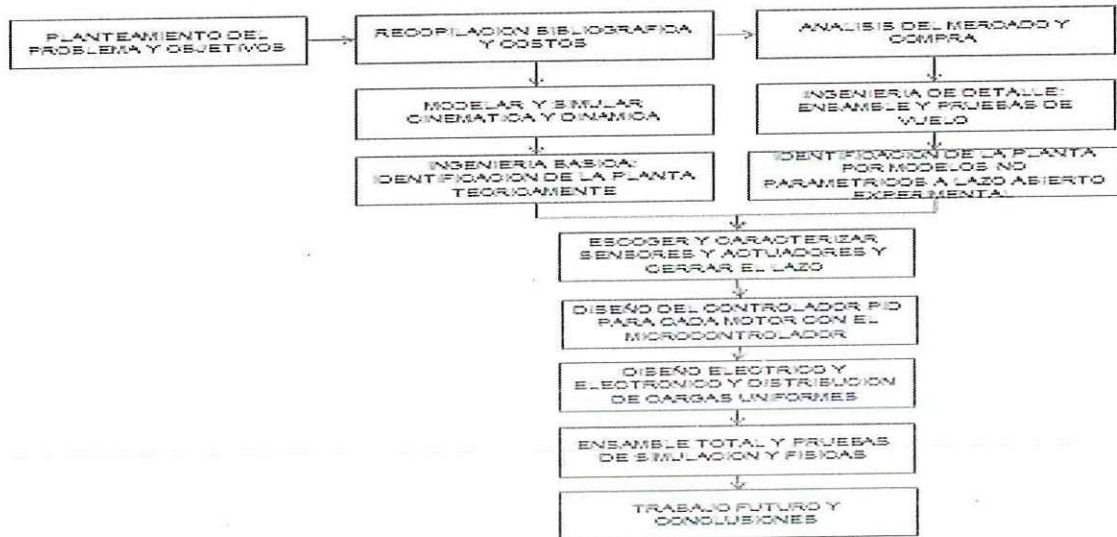 PLANTEAMIENTO DEL
PROBLEMA Y OBJETIVOS
RECOPILACION BIBLIOGRAFICA
Y COSTOS
ANALISIS DEL MERCADO Y
COMPRA
MODELAR Y SIMULAR
CINEMATICA Y DINAMICA
INGENIERIA DE DETALLE:
ENSAMBLE Y PRUEBAS DE
VUELO
INGENIERIA BASICA:
IDENTIFICACION DE LA PLANTA
TEORICAMENTE
IDENTIFICACION DE LA PLANTA
POR MODELOS NO
PARAMETRICOS A LAZO ABIERTO
EXPERIMENTAL
ESCOGER Y CARACTERIZAR
SENSORES Y ACTUADORES Y
CERRAR EL LAZO
DISEÑO DEL CONTROLADOR PID
PARA CADA MOTOR CON EL
MICROCONTROLADOR
DISEÑO ELECTRICO Y
ELECTRONICO Y DISTRIBUCION
DE CARGAS UNIFORMES
ENSAMBLE TOTAL Y PRUEBAS
DE SIMULACION Y FISICAS
TRABAJO FUTURO Y
CONCLUSIONES